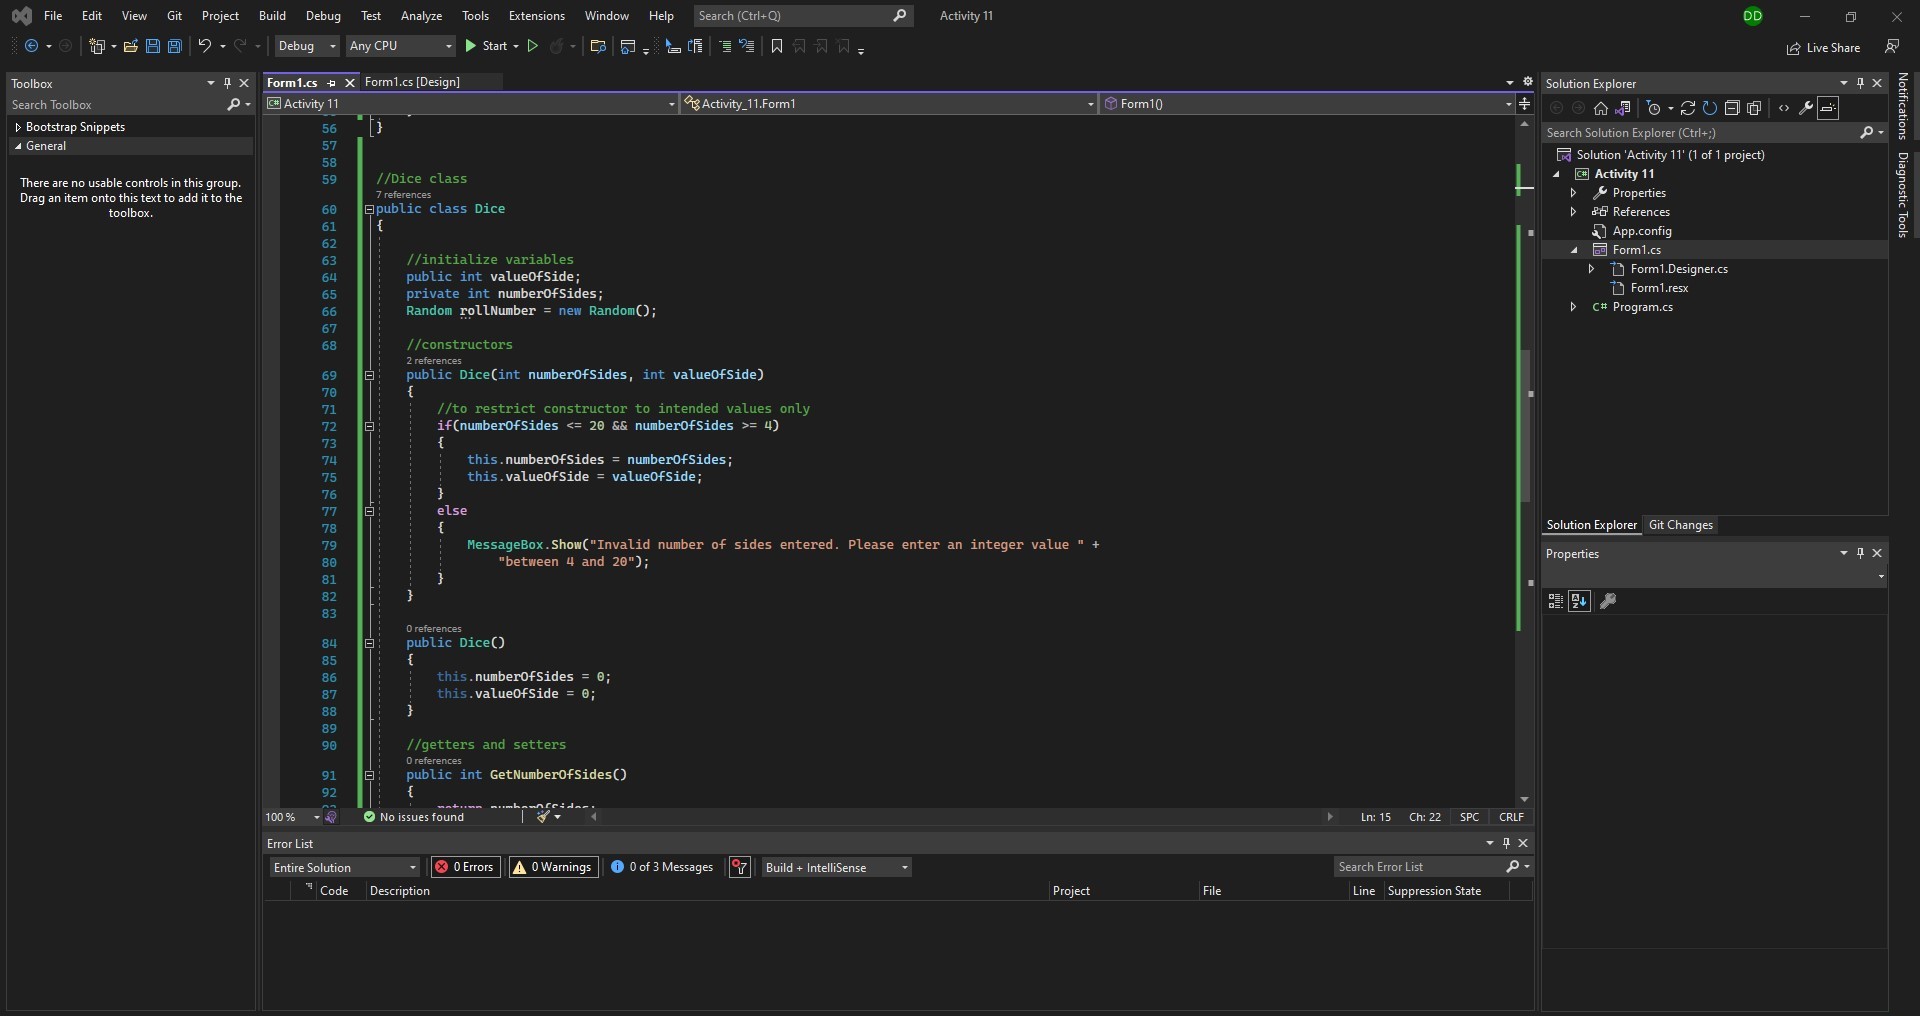 File Edit View Git Project Build Debug Test Analyze Tools Extensions Window Help Search (Ctrl+Q) Activity 11 DD
Debug Any CPU Start Live Share
Toolbox
Search Toolbox
Bootstrap Snippets
General
There are no usable controls in this group.
Drag an item onto this text to add it to the
toolbox.
Form1.cs Form1.cs [Design]
Activity 11 Activity_11.Form1 Form1()
56 }
57
58
59 //Dice class
7 references
60 public class Dice
61 {
62
63 //initialize variables
64 public int valueOfSide;
65 private int numberOfSides;
66 Random rollNumber = new Random();
67
68 //constructors
2 references
69 public Dice(int numberOfSides, int valueOfSide)
70 {
71 //to restrict constructor to intended values only
72 if(numberOfSides <= 20 && numberOfSides >= 4)
73 {
74 this.numberOfSides = numberOfSides;
75 this.valueOfSide = valueOfSide;
76 }
77 else
78 {
79 MessageBox.Show("Invalid number of sides entered. Please enter an integer value " +
80 "between 4 and 20");
81 }
82 }
83
0 references
84 public Dice()
85 {
86 this.numberOfSides = 0;
87 this.valueOfSide = 0;
88 }
89
90 //getters and setters
0 references
91 public int GetNumberOfSides()
92 {
return numberOfSides;
100 % No issues found Ln: 15 Ch: 22 SPC CRLF
Error List
Entire Solution 0 Errors 0 Warnings 0 of 3 Messages Build + IntelliSense Search Error List
Code Description Project File Line Suppression State
Solution Explorer
Search Solution Explorer (Ctrl+;)
Solution 'Activity 11' (1 of 1 project)
C# Activity 11
Properties
References
App.config
Form1.cs
Form1.Designer.cs
Form1.resx
C# Program.cs
Solution Explorer Git Changes
Properties
Notifications
Diagnostic Tools